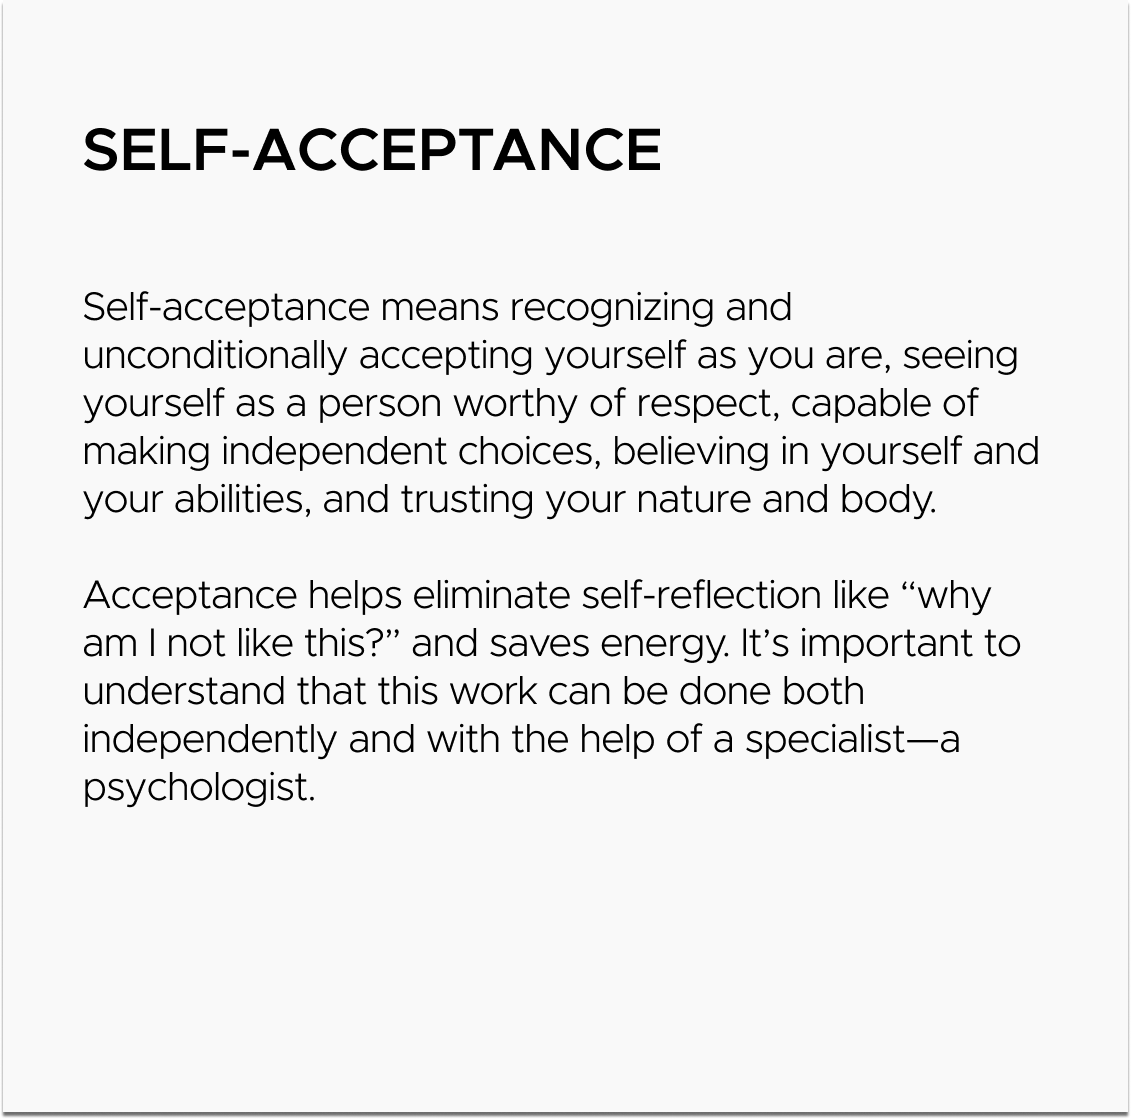 SELF-ACCEPTANCE
Self-acceptance means recognizing and
unconditionally accepting yourself as you are, seeing
yourself as a person worthy of respect, capable of
making independent choices, believing in yourself and
your abilities, and trusting your nature and body.
Acceptance helps eliminate self-reflection like “why
am I not like this?” and saves energy. It’s important to
understand that this work can be done both
independently and with the help of a specialist—a
psychologist.